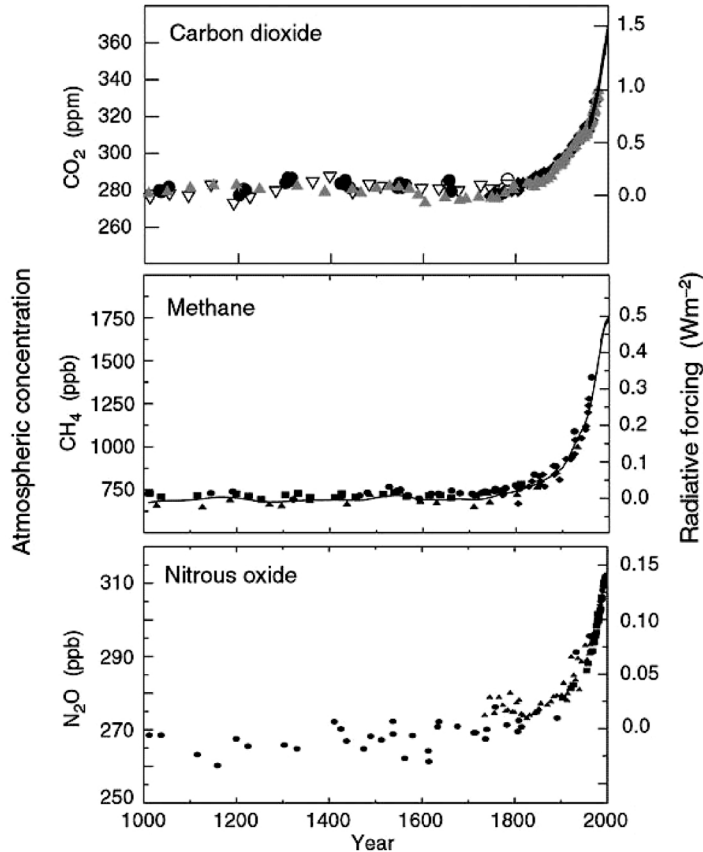 Carbon dioxide
360
340
320
300
280
260
CO₂ (ppm)
1.5
1.0
0.5
0.0
Methane
1750
1500
1250
1000
750
CH₄ (ppb)
0.5
0.4
0.3
0.2
0.1
0.0
Nitrous oxide
310
290
270
250
N₂O (ppb)
0.15
0.10
0.05
0.0
Atmospheric concentration
Radiative forcing (Wm⁻²)
1000 1200 1400 1600 1800 2000
Year